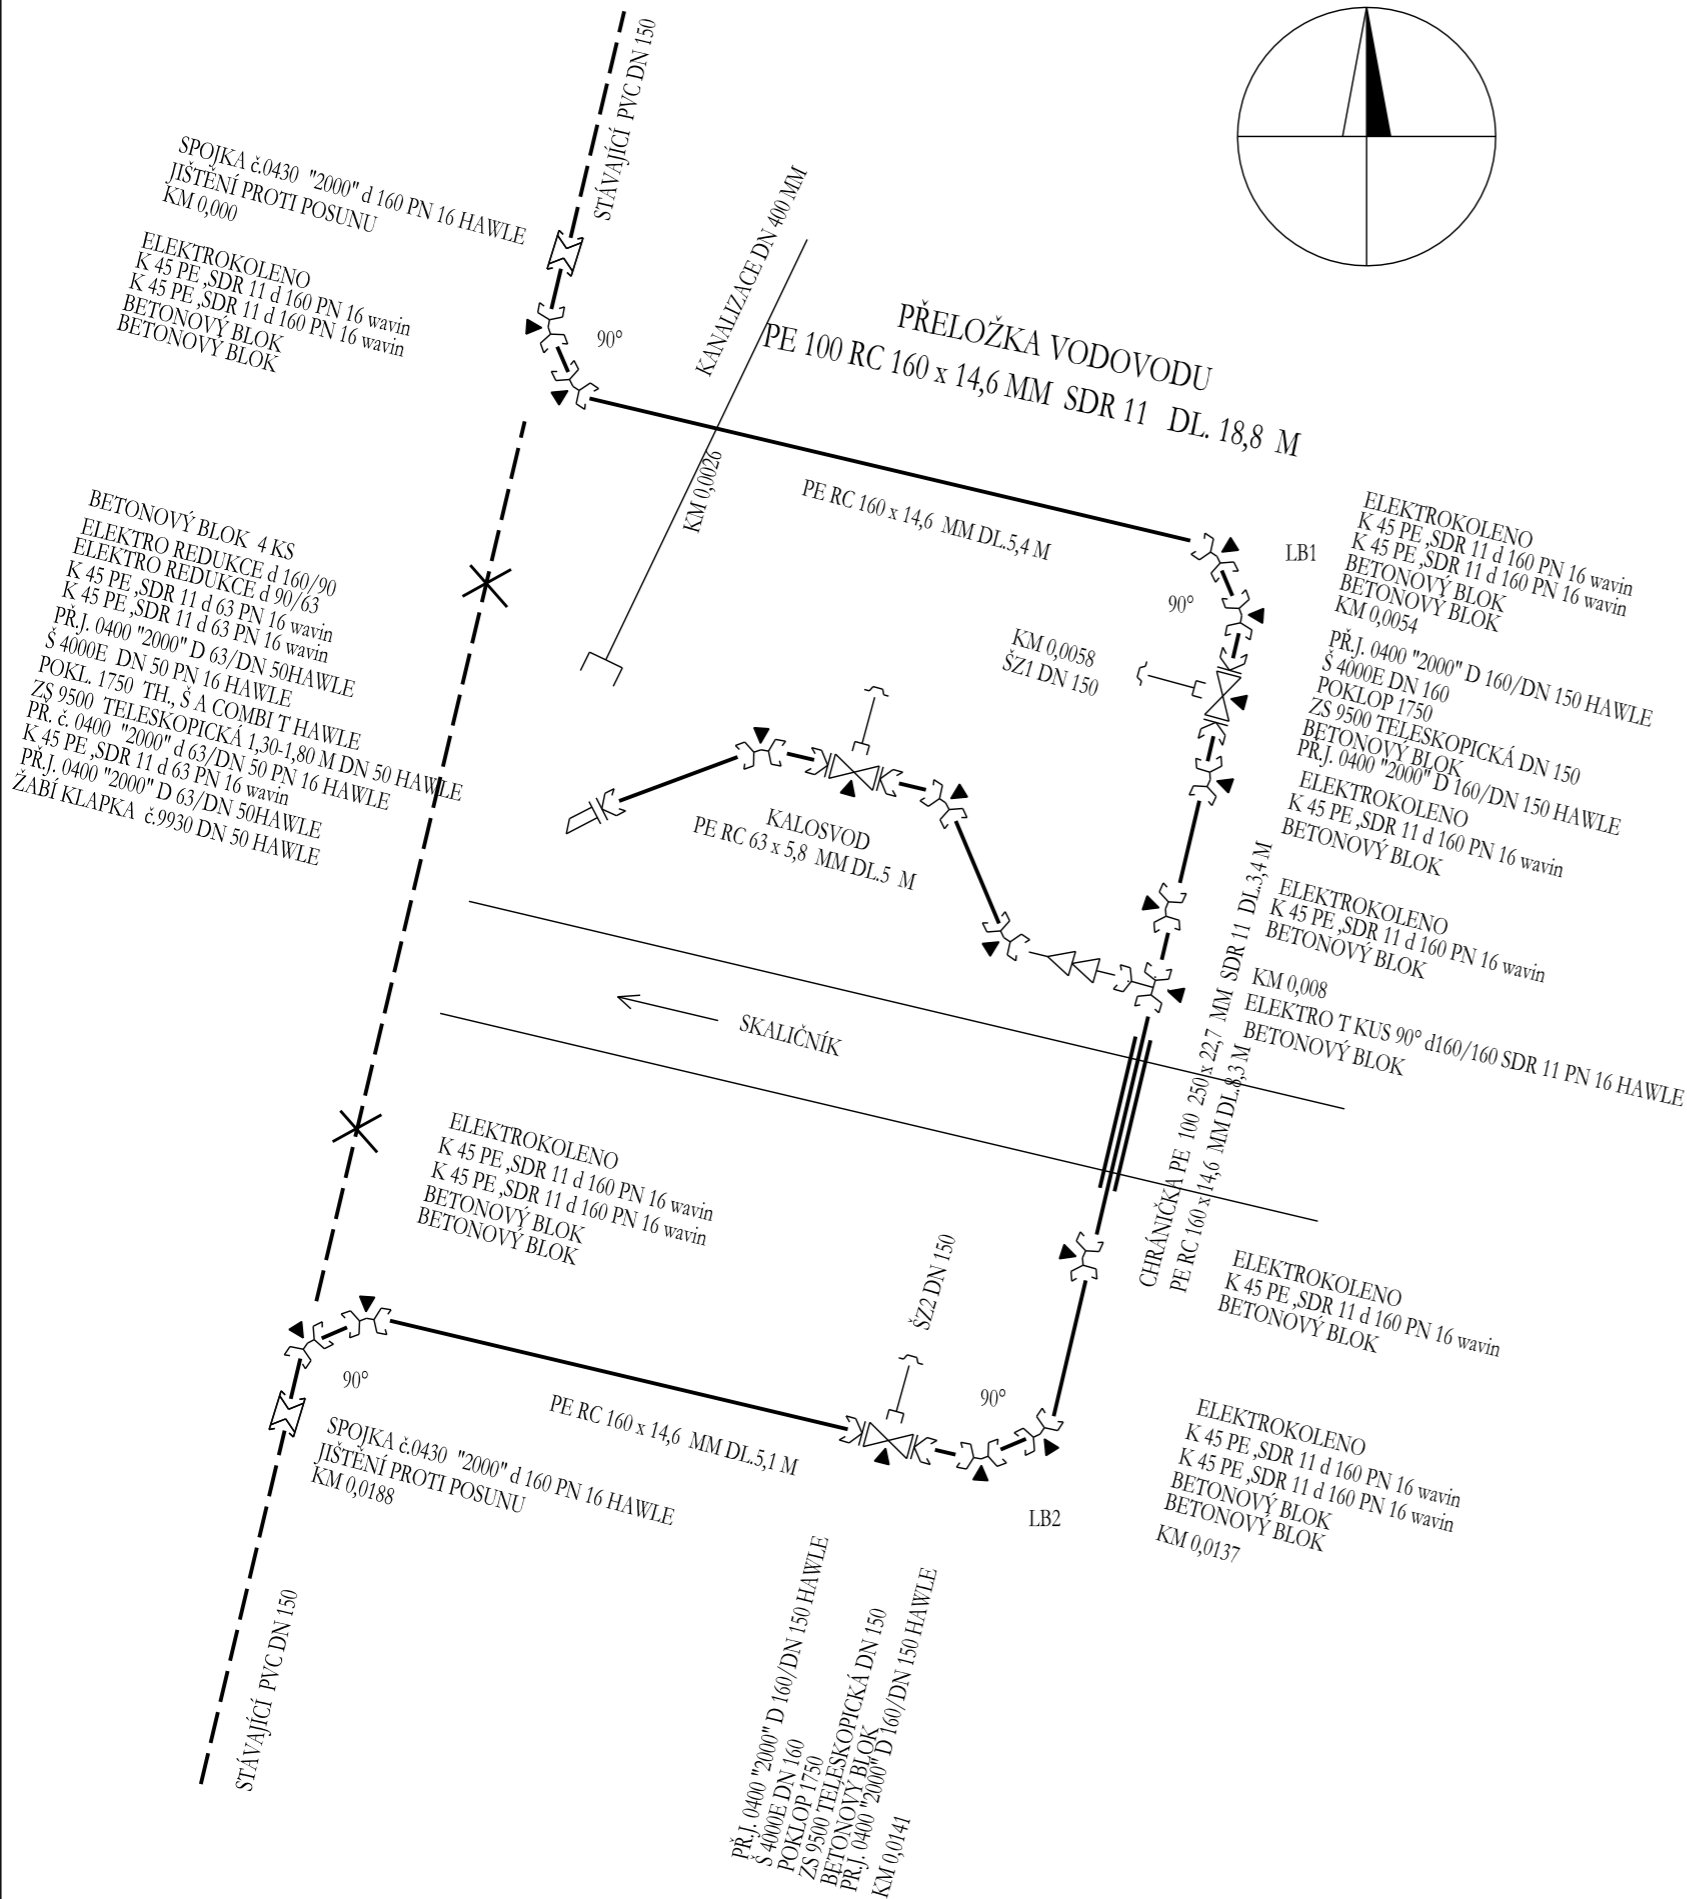 STÁVAJÍCÍ PVC DN 150
SPOJKA č.0430 "2000" d 160 PN 16 HAWLE
JIŠTĚNÍ PROTI POSUNU
KM 0,000
ELEKTROKOLENO
K 45 PE ,SDR 11 d 160 PN 16 wavin
K 45 PE ,SDR 11 d 160 PN 16 wavin
BETONOVÝ BLOK
BETONOVÝ BLOK
90°
KANALIZACE DN 400 MM
KM 0,0026
PŘELOŽKA VODOVODU
PE 100 RC 160 x 14,6 MM SDR 11 DL. 18,8 M
PE RC 160 x 14,6 MM DL.5,4 M
LB1
90°
ELEKTROKOLENO
K 45 PE ,SDR 11 d 160 PN 16 wavin
K 45 PE ,SDR 11 d 160 PN 16 wavin
BETONOVÝ BLOK
BETONOVÝ BLOK
KM 0,0054
KM 0,0058
ŠZ1 DN 150
PŘ.J. 0400 "2000" D 160/DN 150 HAWLE
Š 4000E DN 160
POKLOP 1750
ZS 9500 TELESKOPICKÁ DN 150
BETONOVÝ BLOK
PŘ.J. 0400 "2000" D 160/DN 150 HAWLE
ELEKTROKOLENO
K 45 PE ,SDR 11 d 160 PN 16 wavin
BETONOVÝ BLOK
ELEKTROKOLENO
K 45 PE ,SDR 11 d 160 PN 16 wavin
BETONOVÝ BLOK
KM 0,008
ELEKTRO T KUS 90° d160/160 SDR 11 PN 16 HAWLE
BETONOVÝ BLOK
BETONOVÝ BLOK 4 KS
ELEKTRO REDUKCE d 160/90
ELEKTRO REDUKCE d 90/63
K 45 PE ,SDR 11 d 63 PN 16 wavin
K 45 PE ,SDR 11 d 63 PN 16 wavin
PŘ.J. 0400 "2000" D 63/DN 50HAWLE
Š 4000E DN 50 PN 16 HAWLE
POKL. 1750 TH., Š A COMBI T HAWLE
ZS 9500 TELESKOPICKÁ 1,30-1,80 M DN 50 HAWLE
PŘ. č. 0400 "2000" d 63/DN 50 PN 16 HAWLE
K 45 PE ,SDR 11 d 63 PN 16 wavin
PŘ.J. 0400 "2000" D 63/DN 50HAWLE
ŽABÍ KLAPKA č.9930 DN 50 HAWLE
KALOSVOD
PE RC 63 x 5,8 MM DL.5 M
SKALIČNÍK
CHRÁNIČKA PE 100 250 x 22,7 MM SDR 11 DL.3,4 M
PE RC 160 x 14,6 MM DL.8,3 M
ELEKTROKOLENO
K 45 PE ,SDR 11 d 160 PN 16 wavin
K 45 PE ,SDR 11 d 160 PN 16 wavin
BETONOVÝ BLOK
BETONOVÝ BLOK
ELEKTROKOLENO
K 45 PE ,SDR 11 d 160 PN 16 wavin
BETONOVÝ BLOK
ŠZ2 DN 150
90°
90°
PE RC 160 x 14,6 MM DL.5,1 M
SPOJKA č.0430 "2000" d 160 PN 16 HAWLE
JIŠTĚNÍ PROTI POSUNU
KM 0,0188
LB2
ELEKTROKOLENO
K 45 PE ,SDR 11 d 160 PN 16 wavin
K 45 PE ,SDR 11 d 160 PN 16 wavin
BETONOVÝ BLOK
BETONOVÝ BLOK
KM 0,0137
STÁVAJÍCÍ PVC DN 150
PŘ.J. 0400 "2000" D 160/DN 150 HAWLE
Š 4000E DN 160
POKLOP 1750
ZS 9500 TELESKOPICKÁ DN 150
BETONOVÝ BLOK
PŘ.J. 0400 "2000" D 160/DN 150 HAWLE
KM 0,0141